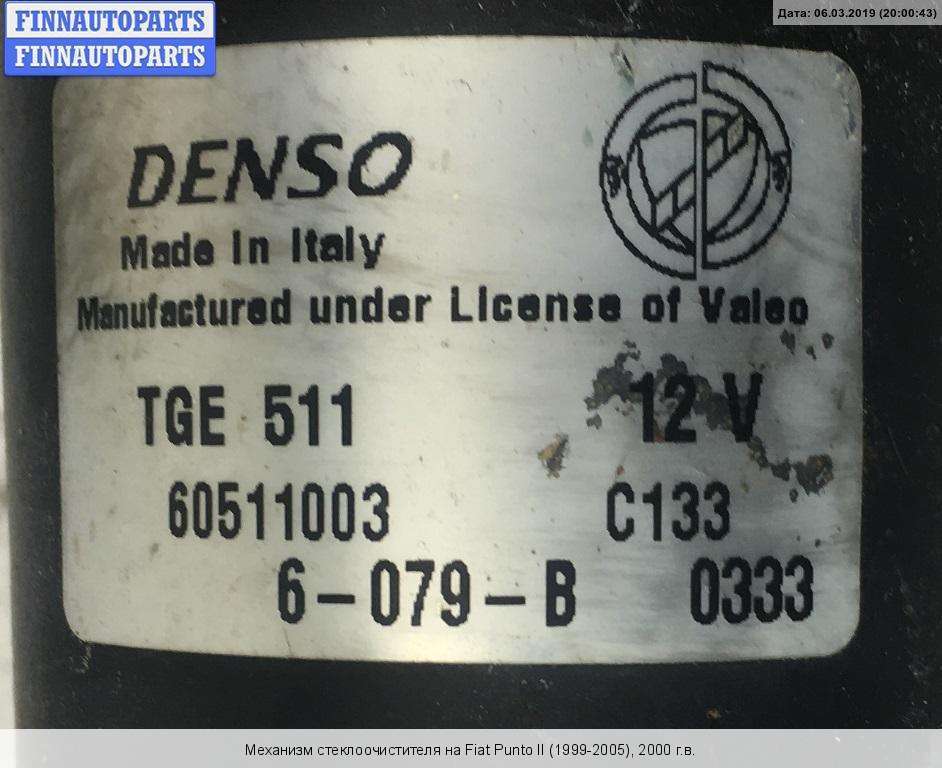 FINNAUTOPARTS
FINNAUTOPARTS
Дата: 06.03.2019 (20:00:43)
DENSO
Made In Italy
Manufactured under License of Valeo
TGE 511 12 V
60511003 C133
6-079-B 0333
Механизм стеклоочистителя на Fiat Punto II (1999-2005), 2000 г.в.